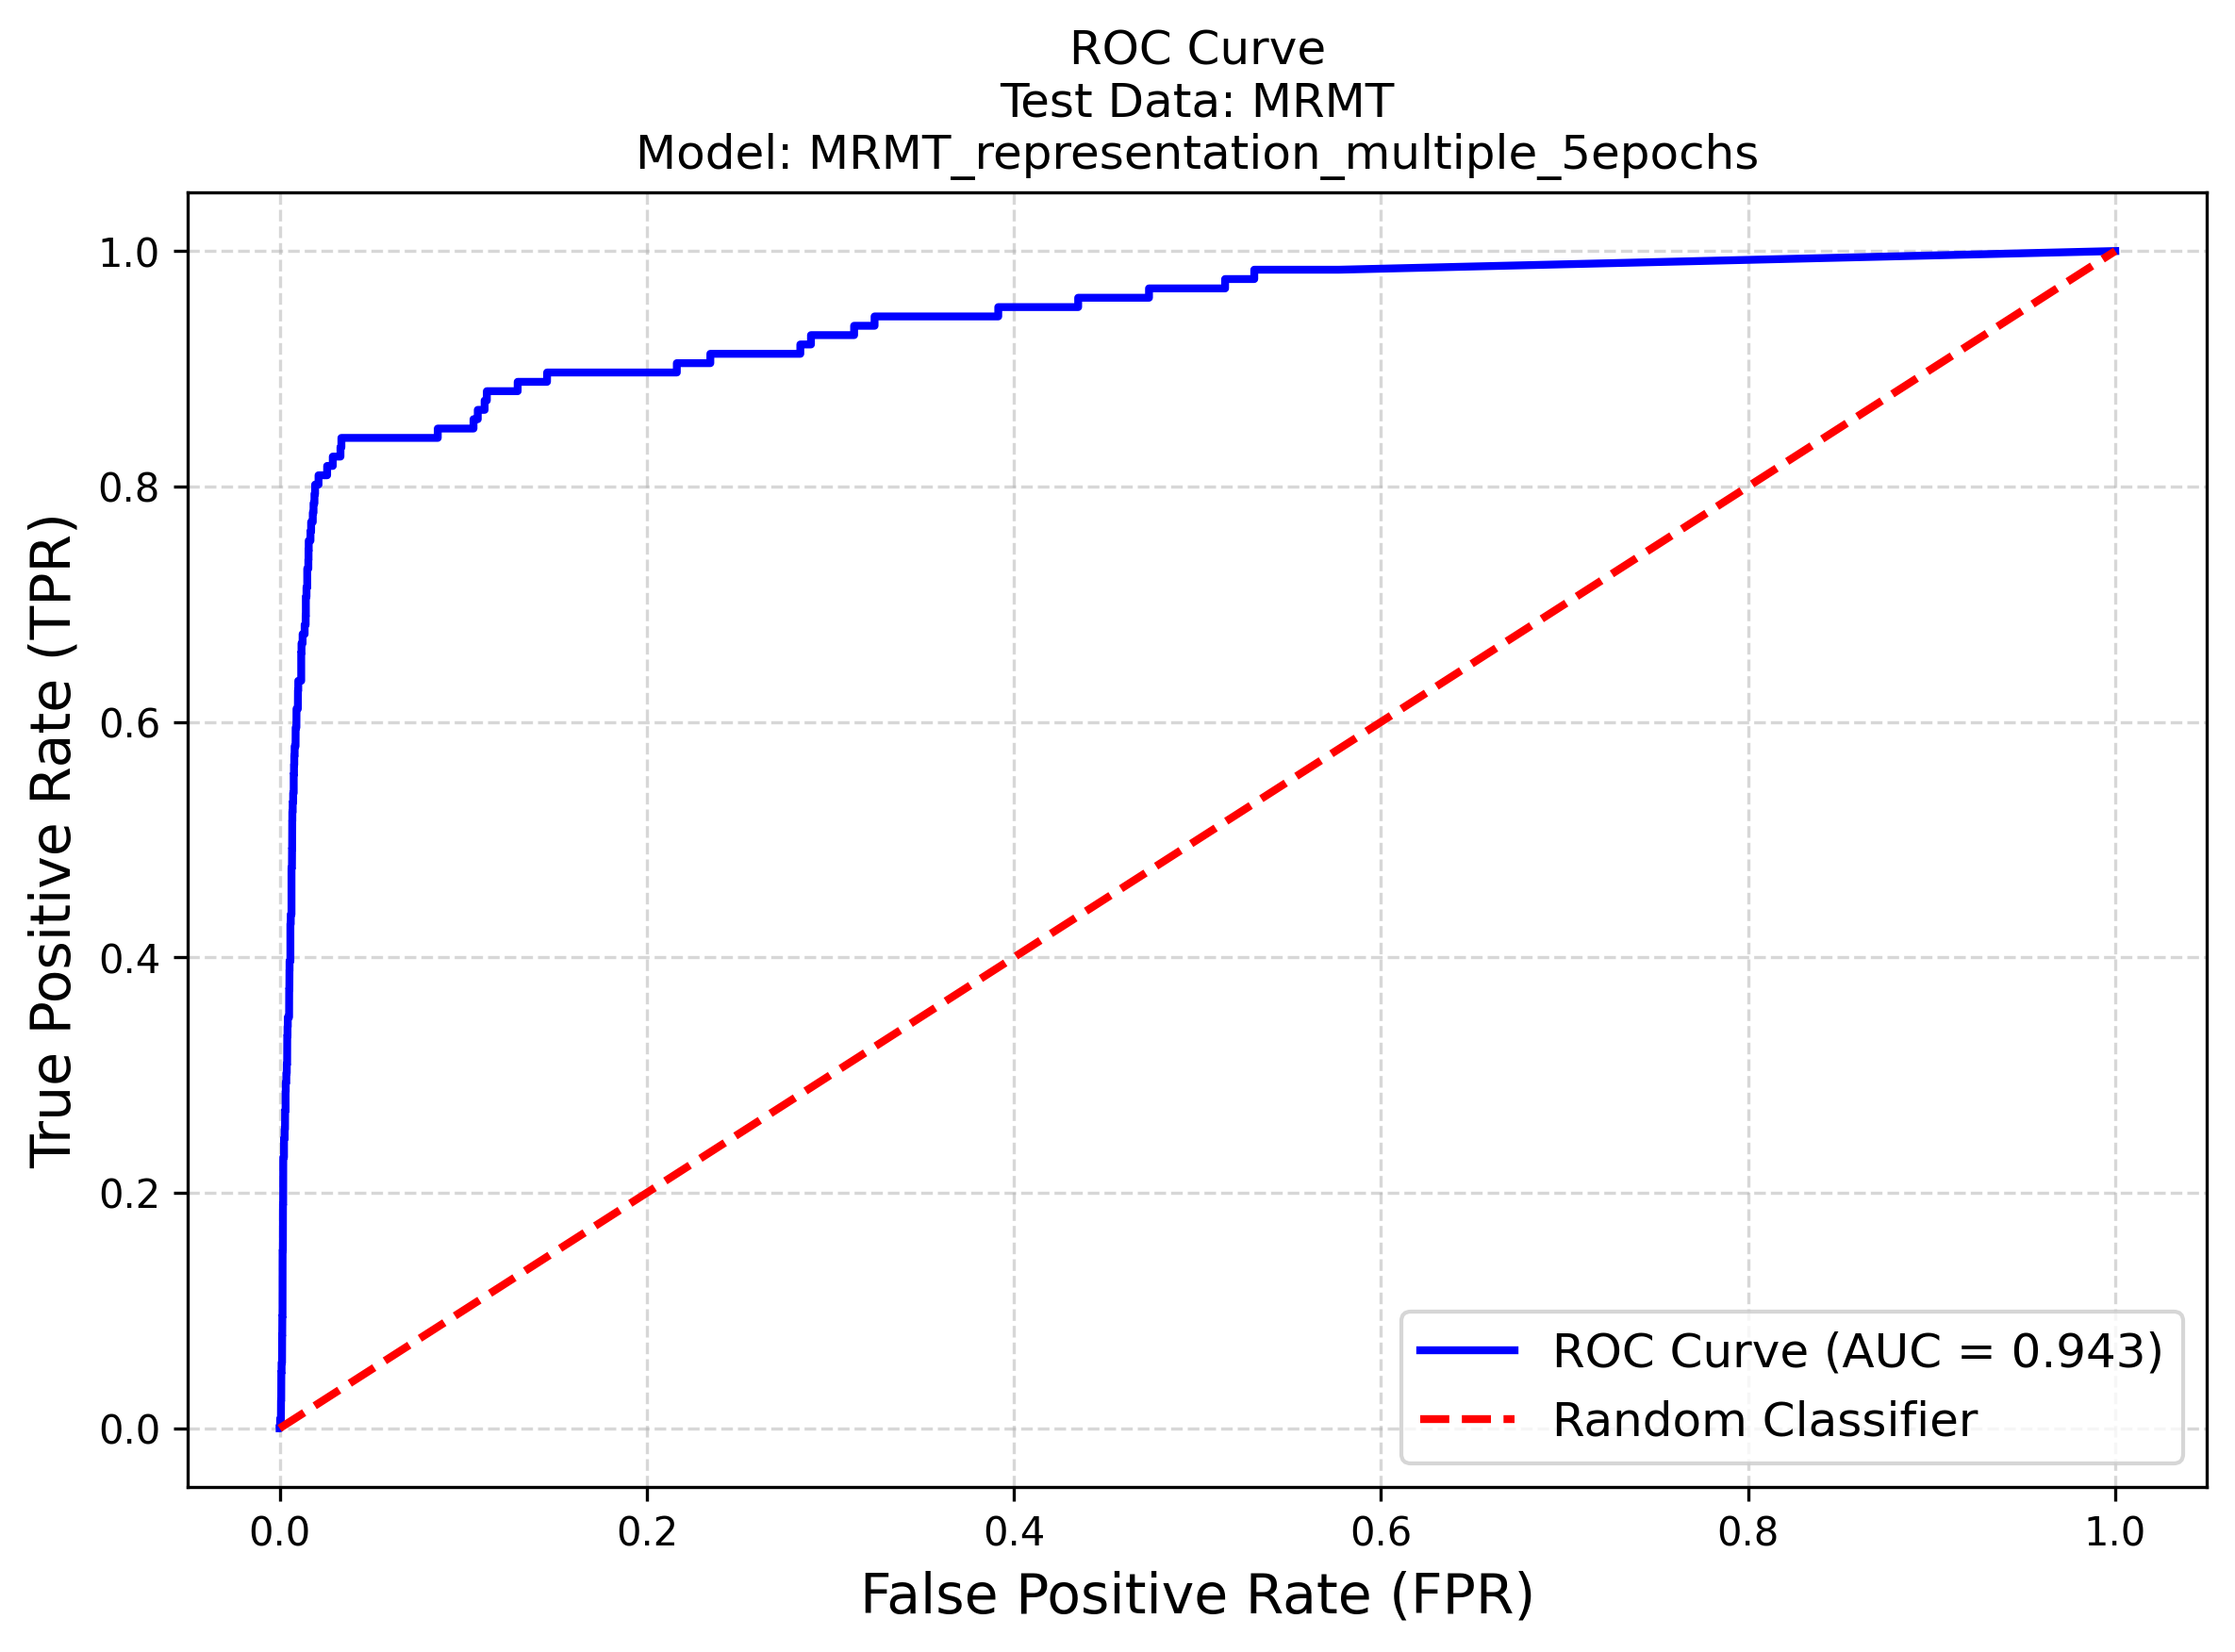 ROC Curve
Test Data: MRMT
Model: MRMT_representation_multiple_5epochs
True Positive Rate (TPR)
1.0
0.8
0.6
0.4
0.2
0.0
0.0 0.2 0.4 0.6 0.8 1.0
False Positive Rate (FPR)
ROC Curve (AUC = 0.943)
Random Classifier